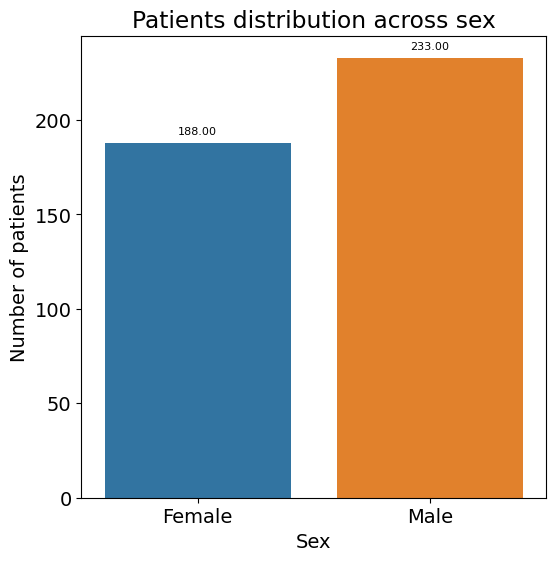 Patients distribution across sex
233.00
188.00
200
150
100
50
0
Number of patients
Female Male
Sex